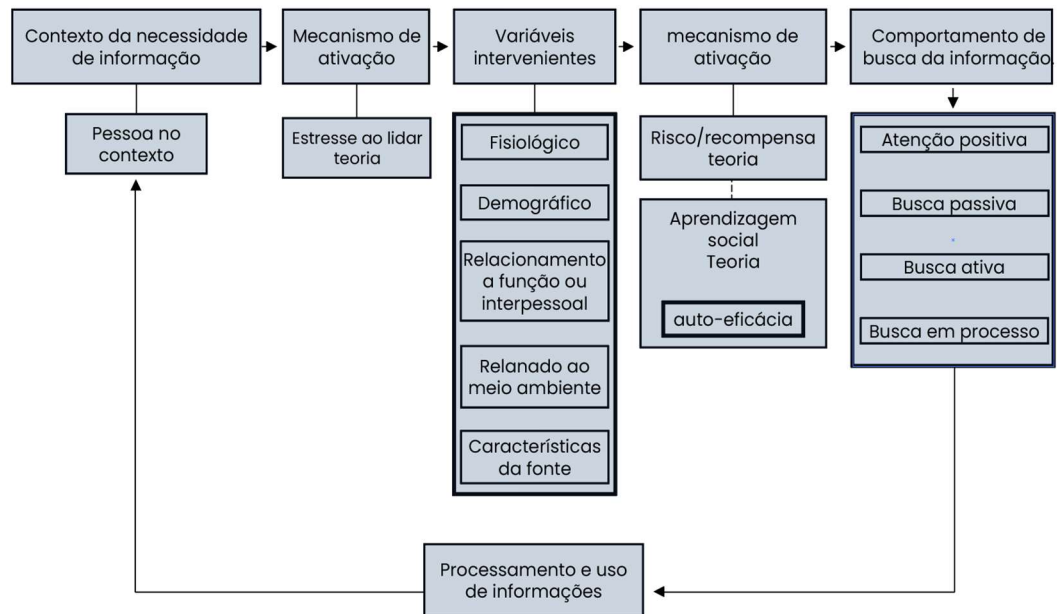 Contexto da necessidade
de informação
Mecanismo de
ativação
Variáveis
intervenientes
mecanismo de
ativação
Comportamento de
busca da informação.
Pessoa no
contexto
Estresse ao lidar
teoria
Fisiológico
Demográfico
Relacionamento
a função ou
interpessoal
Relanado ao
meio ambiente
Características
da fonte
Risco/recompensa
teoria
Aprendizagem
social
Teoria
auto-eficácia
Atenção positiva
Busca passiva
Busca ativa
Busca em processo
Processamento e uso
de informações